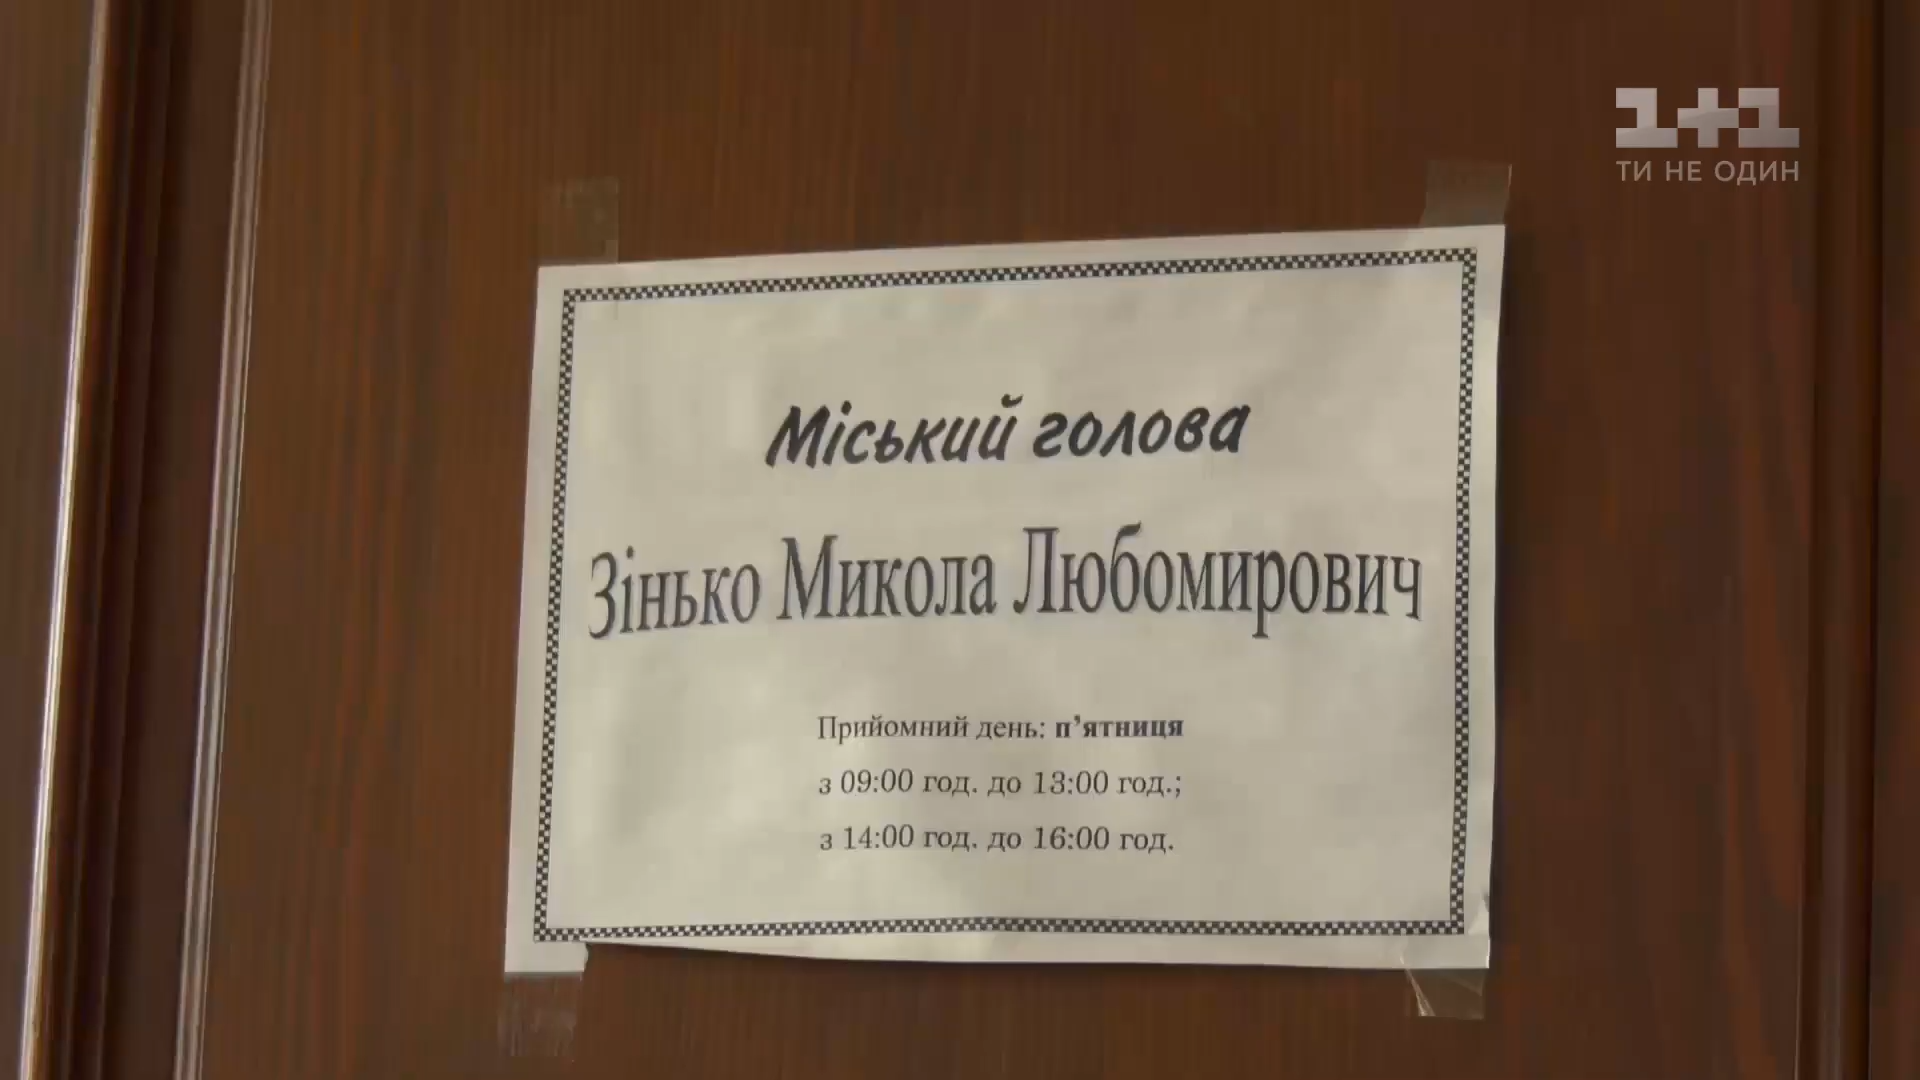 1+1
ТИ НЕ ОДИН
Міський голова
Зінько Микола Любомирович
Прийомний день: п’ятниця
з 09:00 год. до 13:00 год.;
з 14:00 год. до 16:00 год.